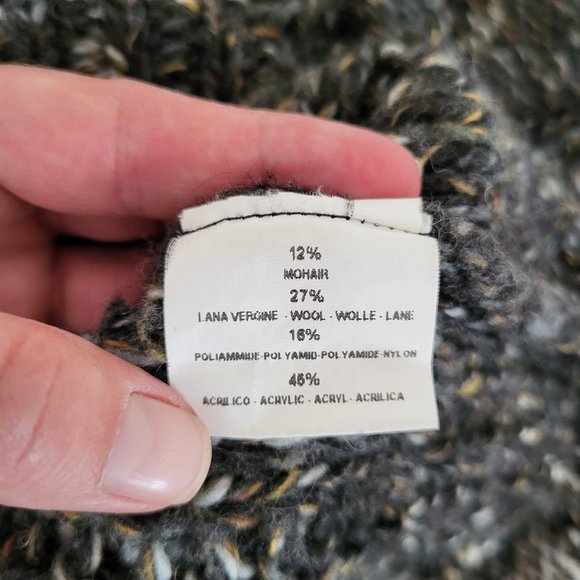 12%
MOHAIR
27%
LANA VERGINE - WOOL - WOLLE - LANE
16%
POLIAMMIDE-POLYAMID-POLYAMIDE-NYLON
45%
ACRILICO - ACRYLIC - ACRYL - ACRILICA